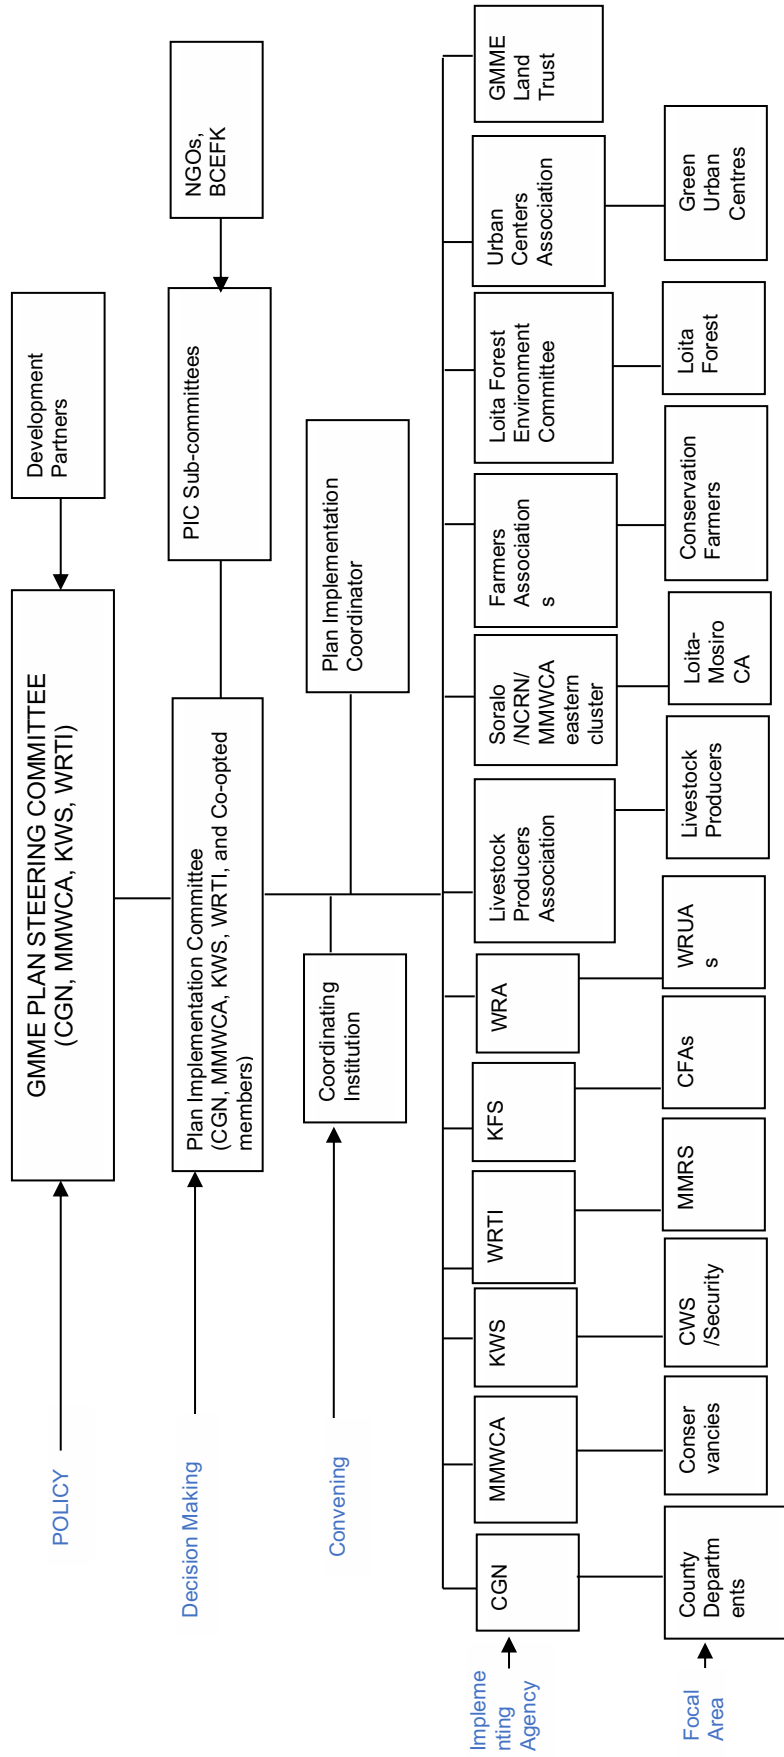 POLICY
GMME PLAN STEERING COMMITTEE
(CGN, MMWCA, KWS, WRTI)
Development
Partners
Decision Making
Plan Implementation Committee
(CGN, MMWCA, KWS, WRTI, and Co-opted
members)
PIC Sub-committees
NGOs,
BCEFK
Convening
Coordinating
Institution
Plan Implementation
Coordinator
Impleme
nting
Agency
CGN
MMWCA
KWS
WRTI
KFS
WRA
Livestock
Producers
Association
Soralo
/NCRN/
MMWCA
eastern
cluster
Farmers
Association
s
Loita Forest
Environment
Committee
Urban
Centers
Association
GMME
Land
Trust
Focal
Area
County
Departm
ents
Conser
vancies
CWS
/Security
MMRS
CFAs
WRUA
s
Livestock
Producers
Loita-
Mosiro
CA
Conservation
Farmers
Loita
Forest
Green
Urban
Centres